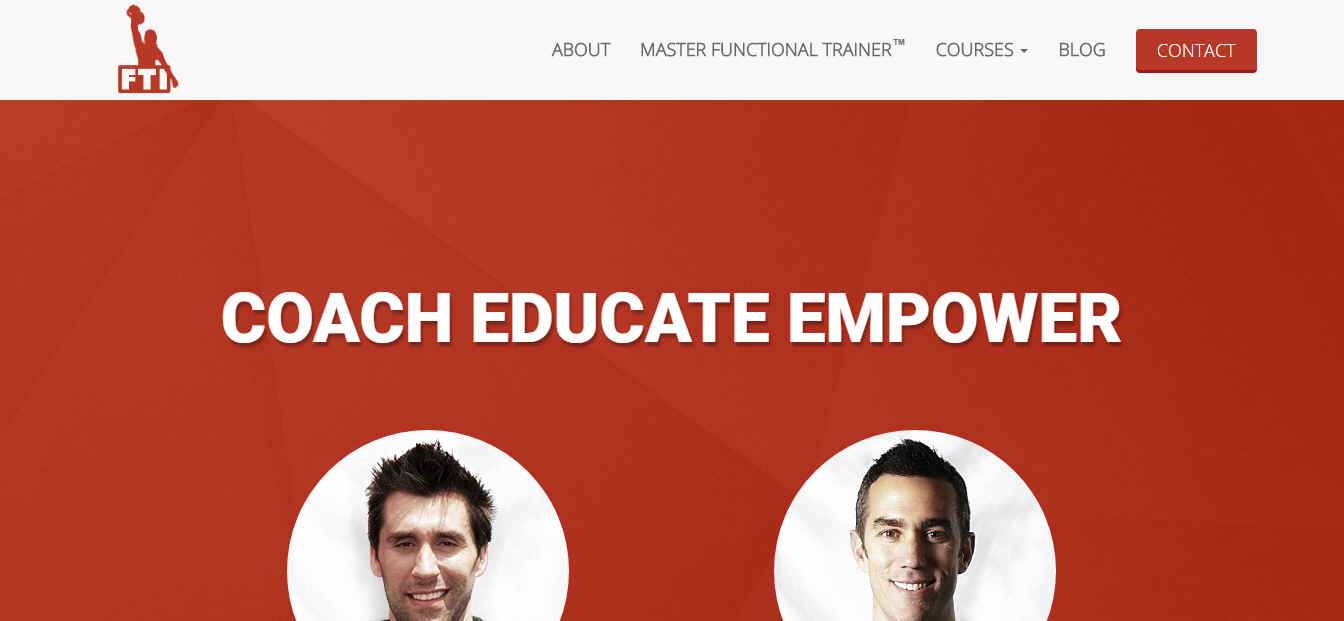 FTI
ABOUT MASTER FUNCTIONAL TRAINER™ COURSES BLOG CONTACT
COACH EDUCATE EMPOWER